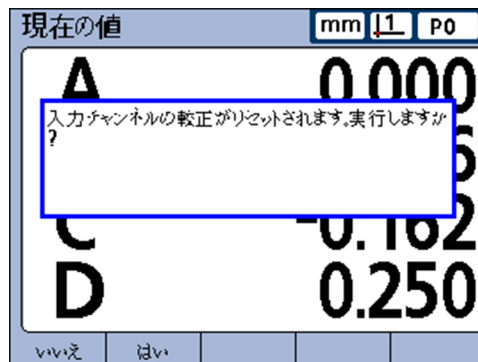 現在の値
mm 1 P0
A 0.000
入力チャンネルの較正がリセットされます.実行しますか
?
C -0.162
D 0.250
いいえ はい